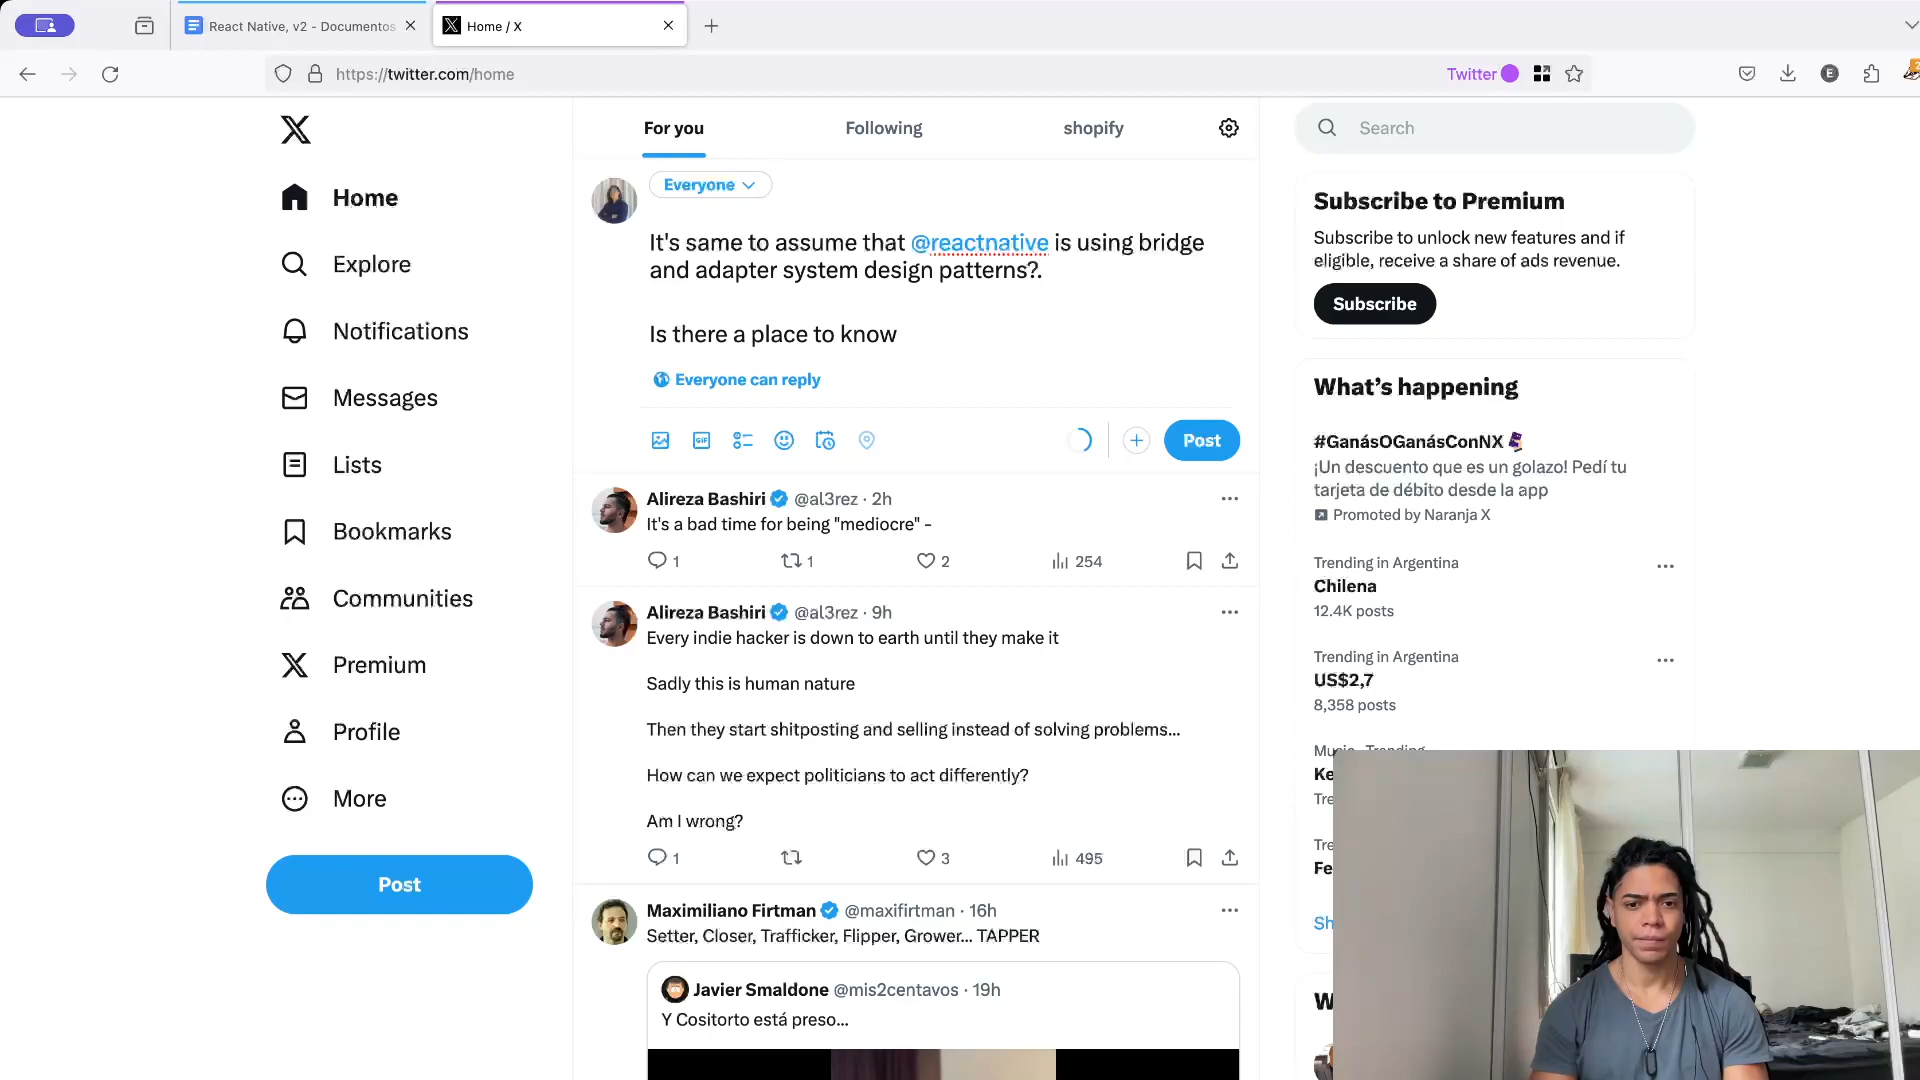 React Native, v2 - Documentos
Home / X
https://twitter.com/home
Twitter
E
For you
Following
shopify
Search
Home
Explore
Notifications
Messages
Lists
Bookmarks
Communities
Premium
Profile
More
Post
Everyone
It's same to assume that @reactnative is using bridge
and adapter system design patterns?.
Is there a place to know
Everyone can reply
GIF
Post
Alireza Bashiri @al3rez · 2h
It's a bad time for being "mediocre" -
1
1
2
254
Alireza Bashiri @al3rez · 9h
Every indie hacker is down to earth until they make it
Sadly this is human nature
Then they start shitposting and selling instead of solving problems...
How can we expect politicians to act differently?
Am I wrong?
1
3
495
Maximiliano Firtman @maxifirtman · 16h
Setter, Closer, Trafficker, Flipper, Grower... TAPPER
Javier Smaldone @mis2centavos · 19h
Y Cositorto está preso...
Subscribe to Premium
Subscribe to unlock new features and if
eligible, receive a share of ads revenue.
Subscribe
What's happening
#GanásOGanásConNX
¡Un descuento que es un golazo! Pedí tu
tarjeta de débito desde la app
Promoted by Naranja X
Trending in Argentina
Chilena
12.4K posts
Trending in Argentina
US$2,7
8,358 posts
Music · Trending
Ke
Tre
Tre
Fe
Sh
W